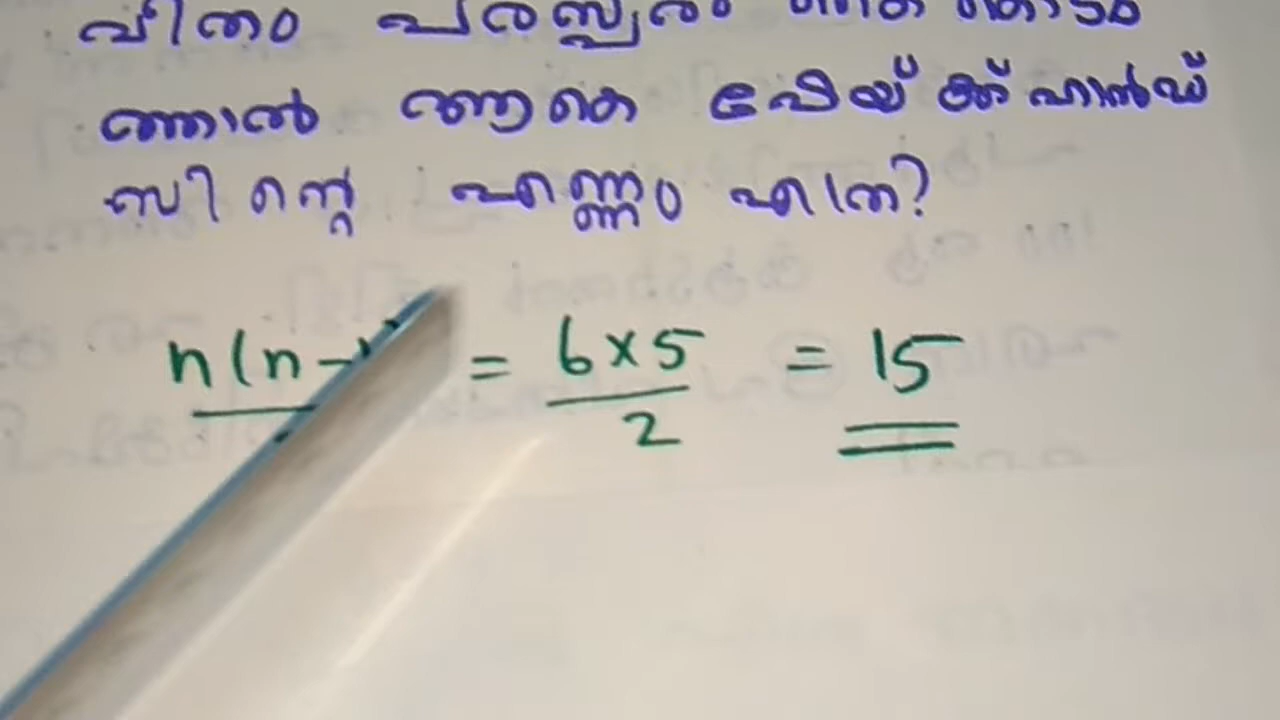 വീതം പരസ്പരം
ത്താൽ ആകെ ഷേയ്ക്ക് ഹാൻഡ്
സിന്റെ എണ്ണം എത്ര?
n(n- = 6×5/2 = 15